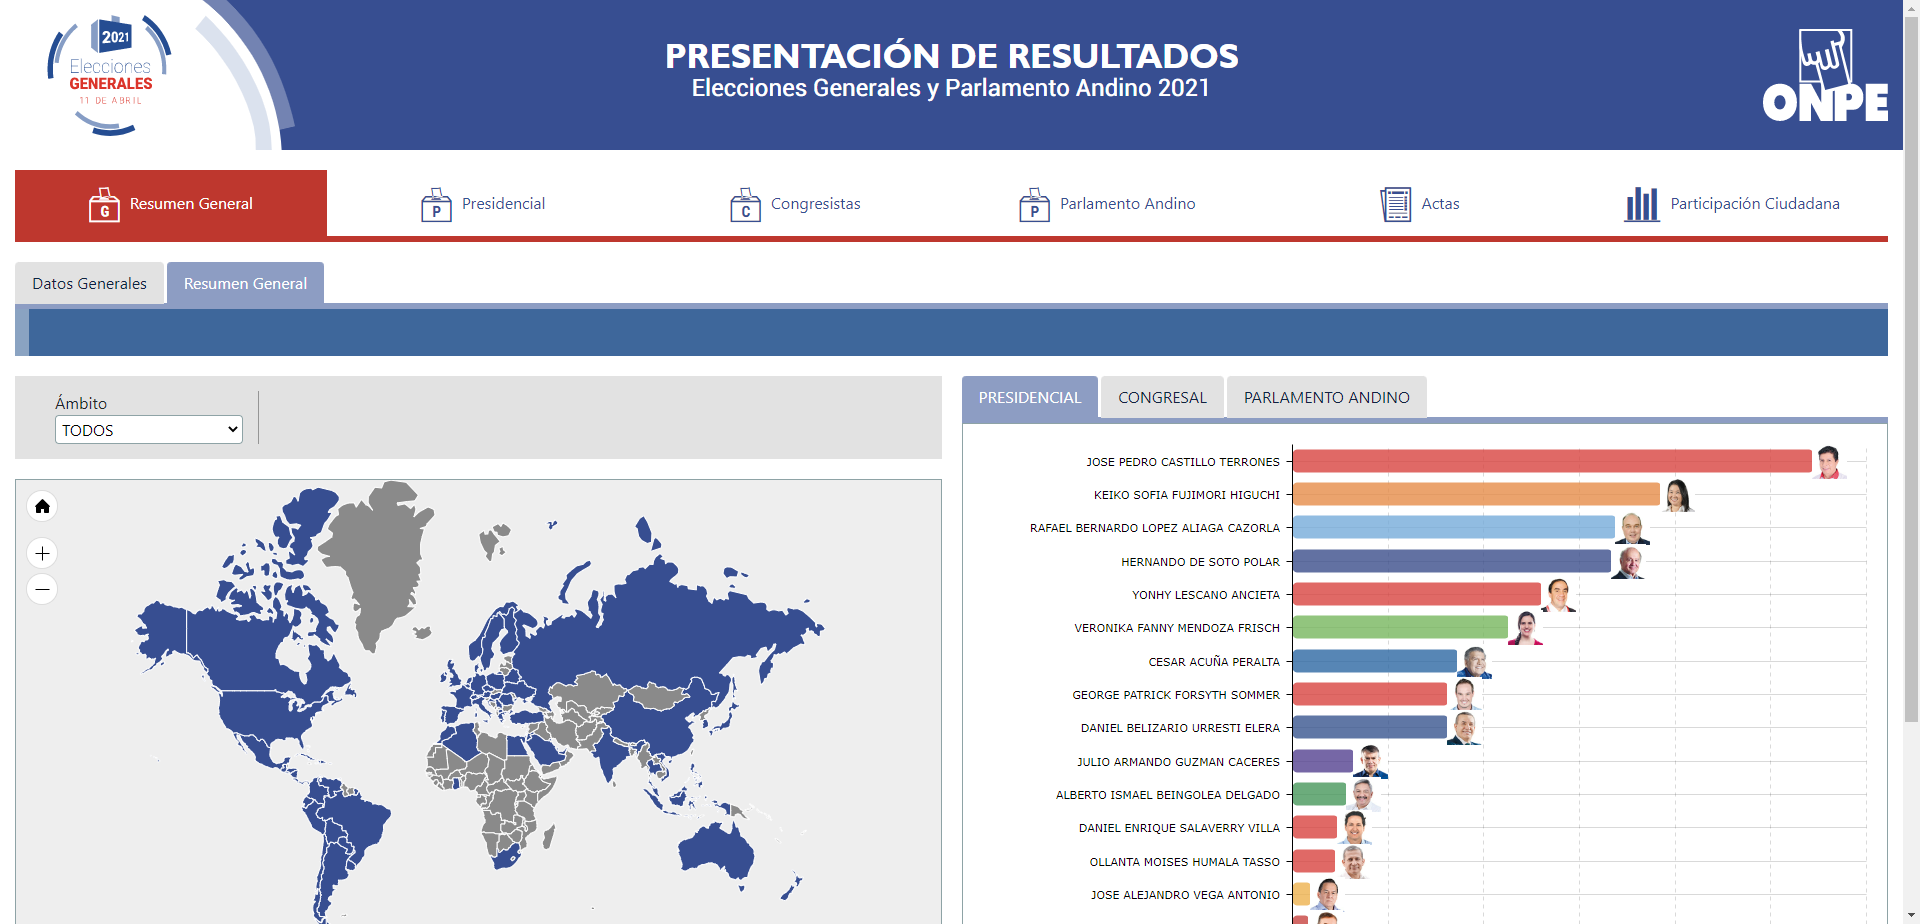 2021
Elecciones
GENERALES
11 DE ABRIL
PRESENTACIÓN DE RESULTADOS
Elecciones Generales y Parlamento Andino 2021
ONPE
G Resumen General
P Presidencial
C Congresistas
P Parlamento Andino
Actas
Participación Ciudadana
Datos Generales
Resumen General
Ámbito
TODOS
PRESIDENCIAL
CONGRESAL
PARLAMENTO ANDINO
JOSE PEDRO CASTILLO TERRONES
KEIKO SOFIA FUJIMORI HIGUCHI
RAFAEL BERNARDO LOPEZ ALIAGA CAZORLA
HERNANDO DE SOTO POLAR
YONHY LESCANO ANCIETA
VERONIKA FANNY MENDOZA FRISCH
CESAR ACUÑA PERALTA
GEORGE PATRICK FORSYTH SOMMER
DANIEL BELIZARIO URRESTI ELERA
JULIO ARMANDO GUZMAN CACERES
ALBERTO ISMAEL BEINGOLEA DELGADO
DANIEL ENRIQUE SALAVERRY VILLA
OLLANTA MOISES HUMALA TASSO
JOSE ALEJANDRO VEGA ANTONIO